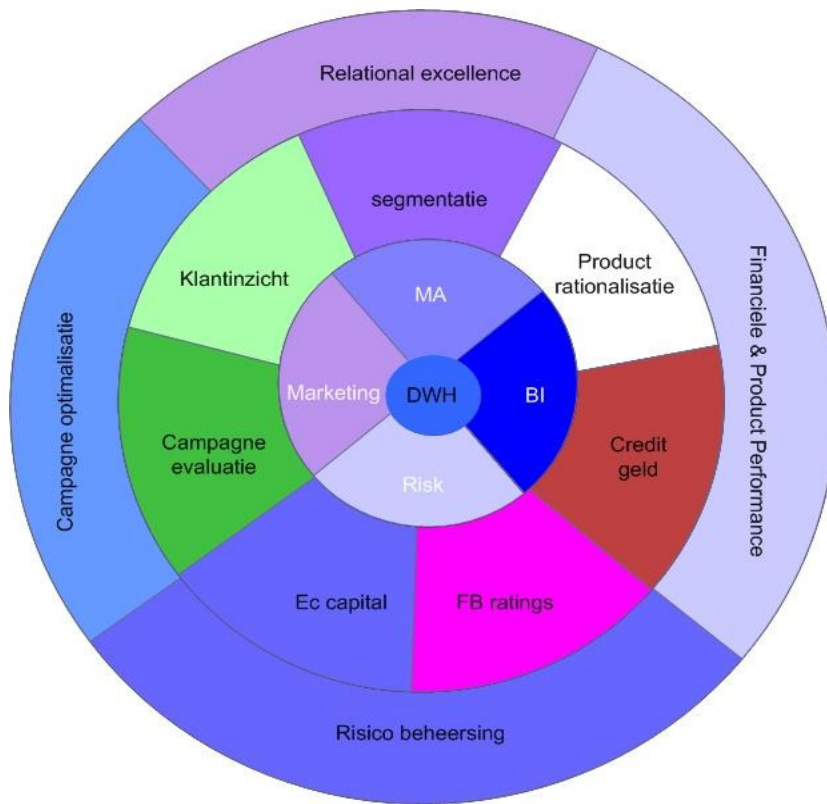 Relational excellence
segmentatie
Klantinzicht
Product
rationalisatie
MA
Financiele & Product Performance
Campagne optimalisatie
Marketing
DWH
BI
Campagne
evaluatie
Credit
geld
Risk
Ec capital
FB ratings
Risico beheersing